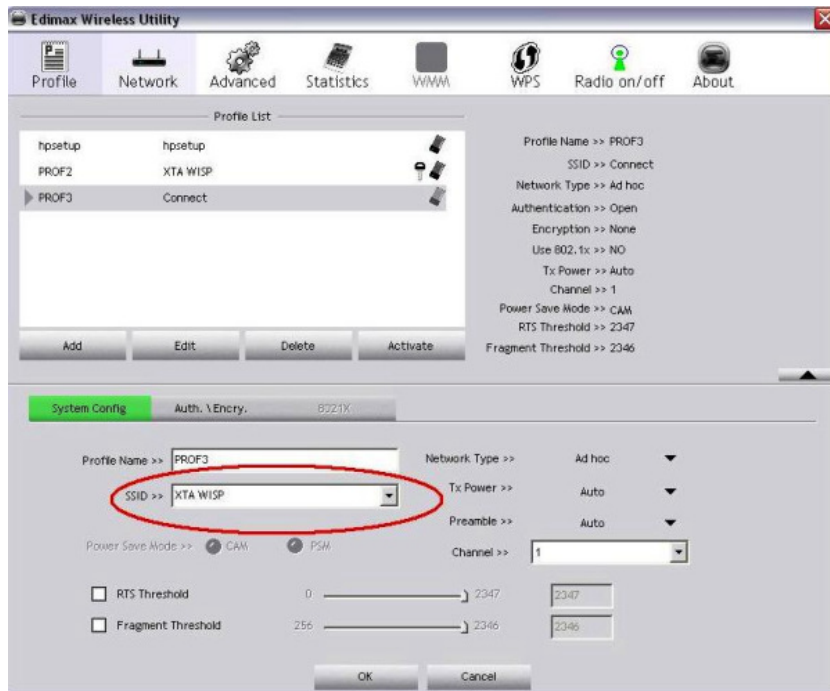 Edimax Wireless Utility
Profile Network Advanced Statistics WMM WPS Radio on/off About
Profile List
hpsetup hpsetup
PROF2 XTA WISP
PROF3 Connect
Add Edit Delete Activate
Profile Name >> PROF3
SSID >> Connect
Network Type >> Ad hoc
Authentication >> Open
Encryption >> None
Use 802.1x >> NO
Tx Power >> Auto
Channel >> 1
Power Save Mode >> CAM
RTS Threshold >> 2347
Fragment Threshold >> 2346
System Config Auth. \ Encry. 8021X
Profile Name >> PROF3 Network Type >> Ad hoc
SSID >> XTA WISP Tx Power >> Auto
Preamble >> Auto
Power Save Mode >> CAM PSM Channel >> 1
RTS Threshold 0 2347 2347
Fragment Threshold 256 2346 2346
OK Cancel